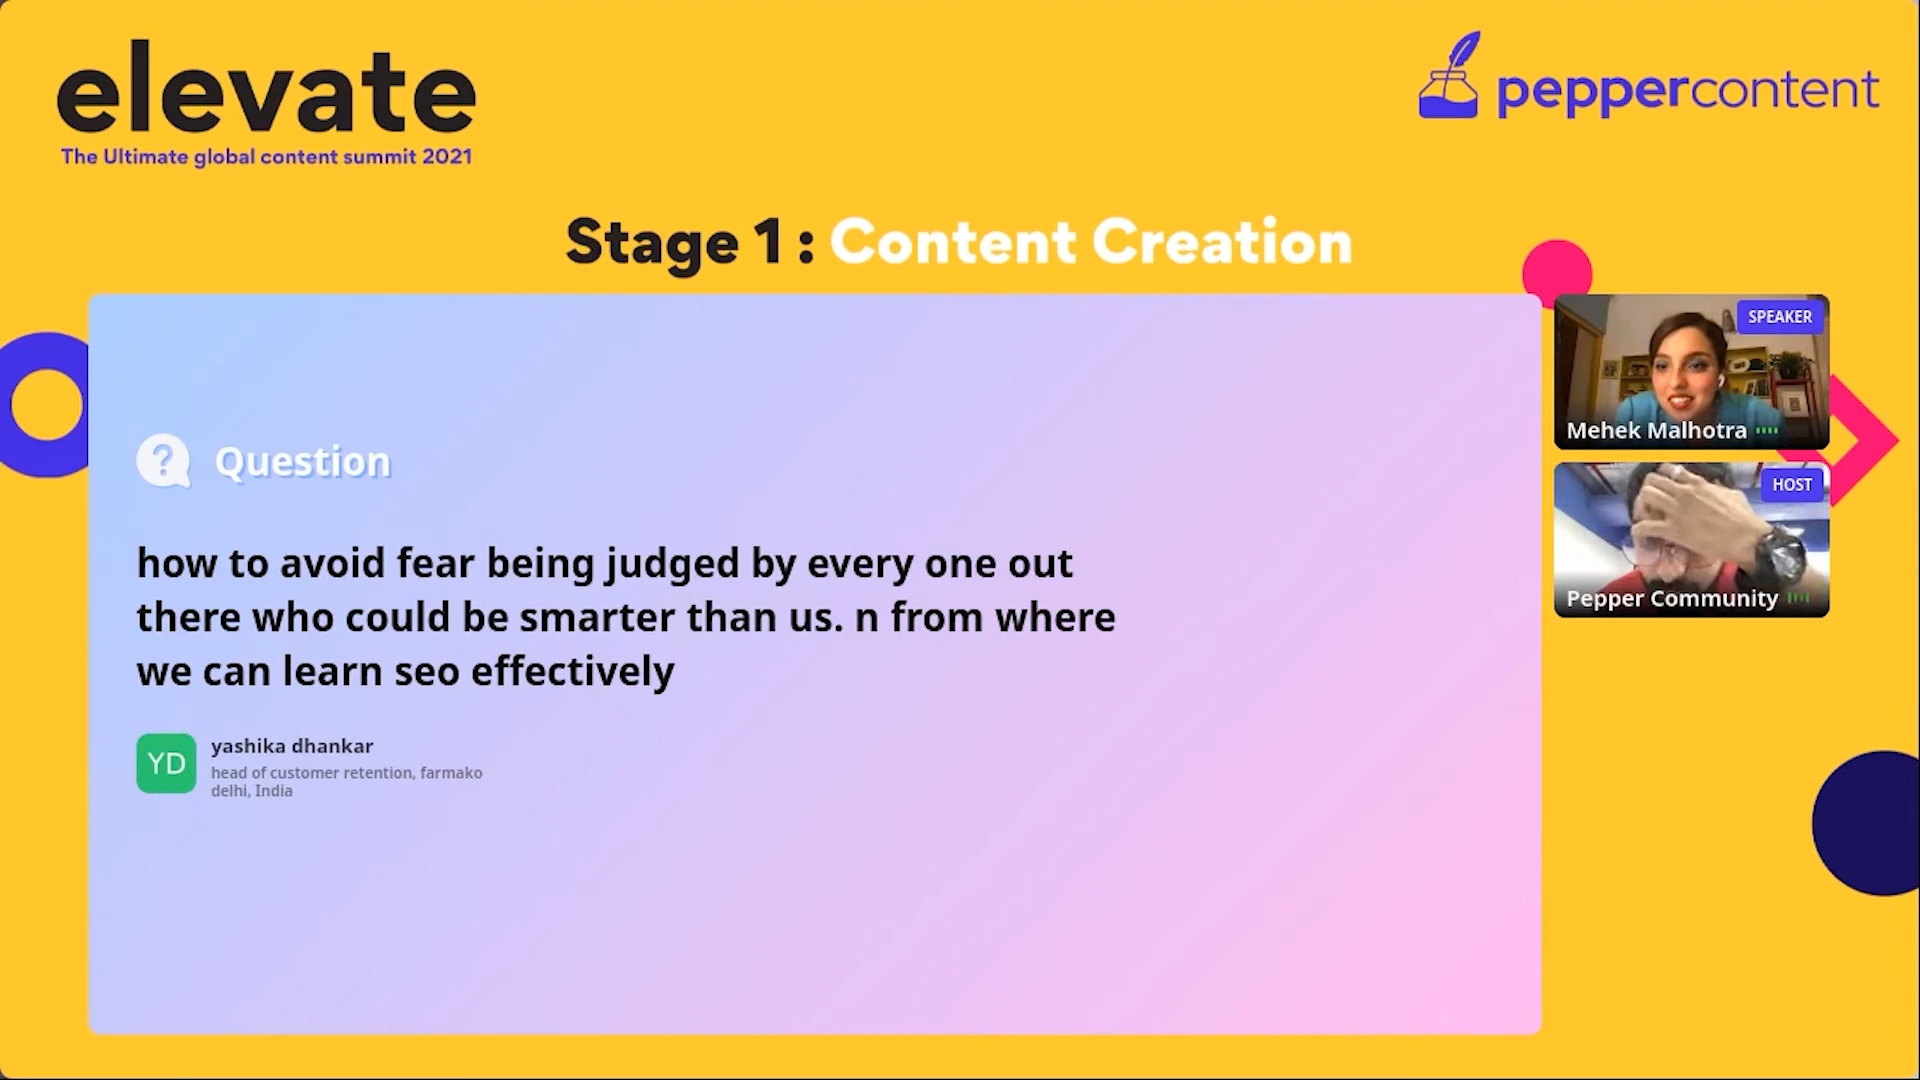 elevate
The Ultimate global content summit 2021
peppercontent
Stage 1 : Content Creation
Question
how to avoid fear being judged by every one out
there who could be smarter than us. n from where
we can learn seo effectively
YD
yashika dhankar
head of customer retention, farmako
delhi, India
SPEAKER
Mehek Malhotra
HOST
Pepper Community